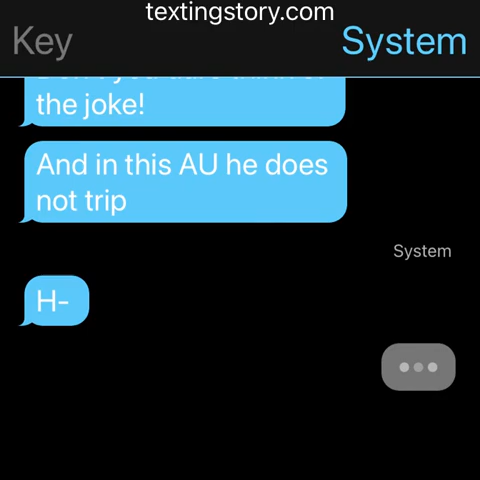 textingstory.com
Key
System
the joke!
And in this AU he does
not trip
System
H-